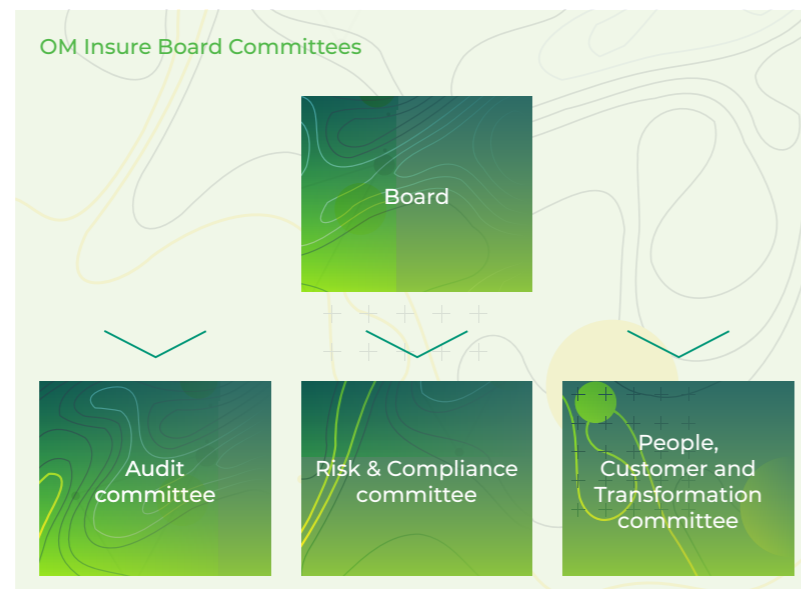 OM Insure Board Committees
Board
Audit
committee
Risk & Compliance
committee
People,
Customer and
Transformation
committee